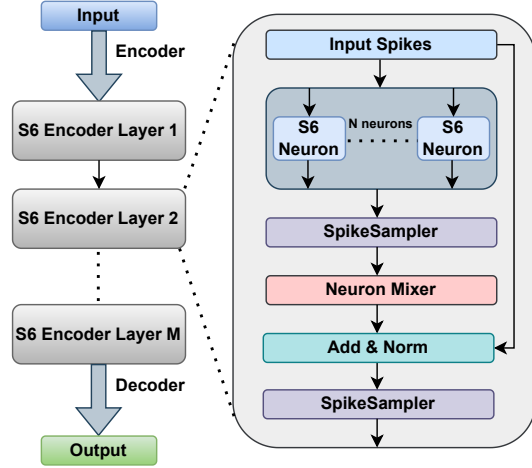 Input
Encoder
S6 Encoder Layer 1
S6 Encoder Layer 2
S6 Encoder Layer M
Decoder
Output
Input Spikes
S6
Neuron
N neurons
S6
Neuron
SpikeSampler
Neuron Mixer
Add & Norm
SpikeSampler